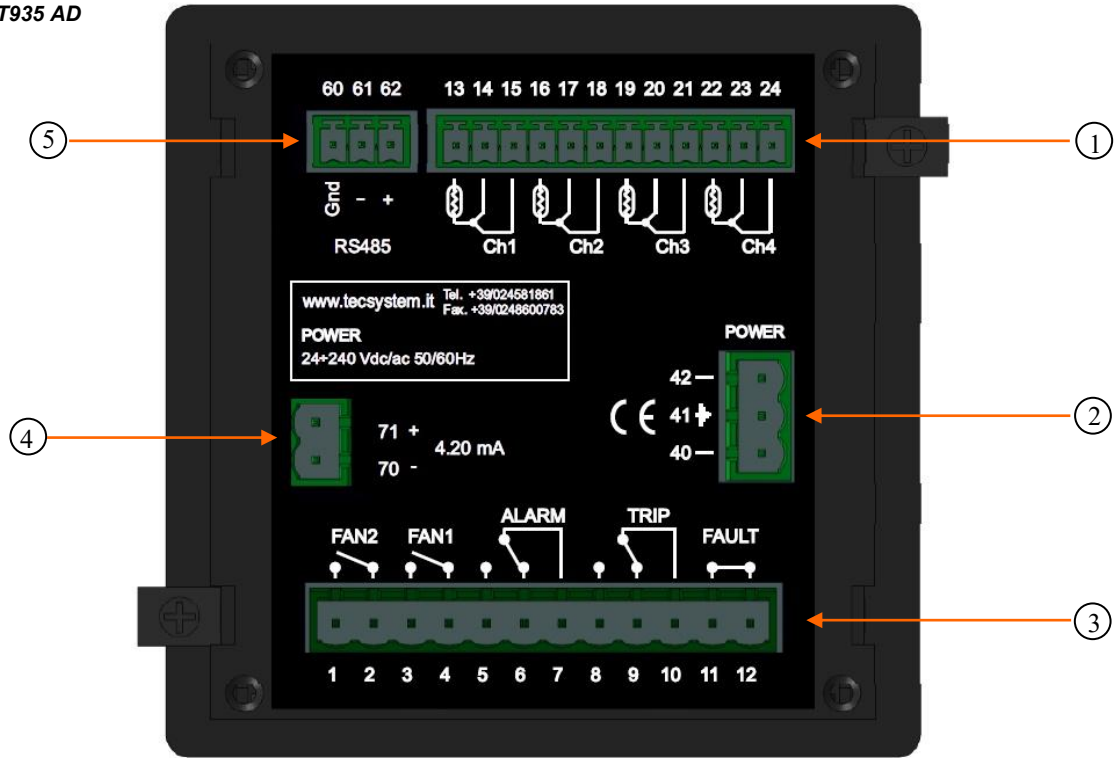 T935 AD
60 61 62
13 14 15 16 17 18 19 20 21 22 23 24
5
1
Gnd - +
RS485
Ch1 Ch2 Ch3 Ch4
www.tecsystem.it Tel. +39/024581861
Fax. +39/0248600783
POWER
24÷240 Vdc/ac 50/60Hz
POWER
42
CE 41
40
2
4
71 +
4.20 mA
70 -
FAN2 FAN1 ALARM TRIP FAULT
3
1 2 3 4 5 6 7 8 9 10 11 12